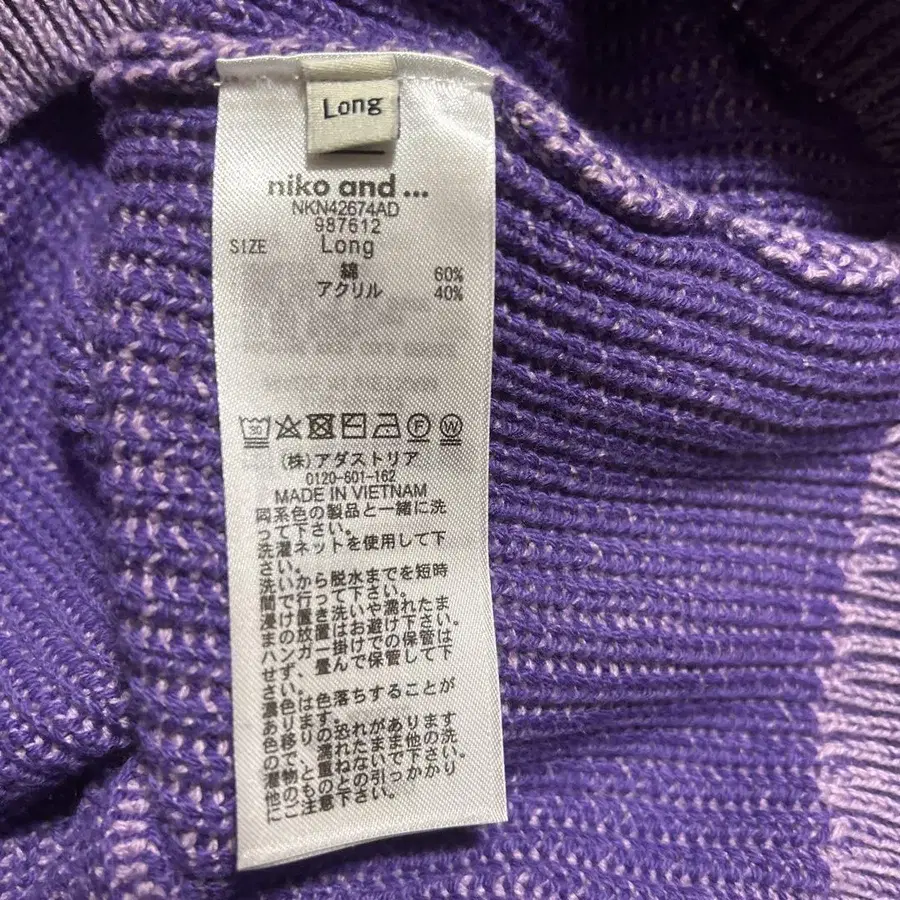 Long
niko and ...
NKN42674AD
987612
SIZE Long
綿 60%
アクリル 40%
30
F W
(株)アダストリア
0120-601-162
MADE IN VIETNAM
同系色の製品と一緒に洗
って下さい。
洗濯ネットを使用して下
さい。
洗いから脱水までを短時
間で行って下さい。
浸け置き洗いや濡れたま
まの放置はお避け下さい。
ハンガー掛けでの保管は
せず、畳んで保管して下
さい。
濃色は色落ちすることが
あります。
色の移りの恐れがあります
ので、濡れたまま他の洗
濯物と重ねないで下さい。
他のものとの引っかかり
にご注意下さい。